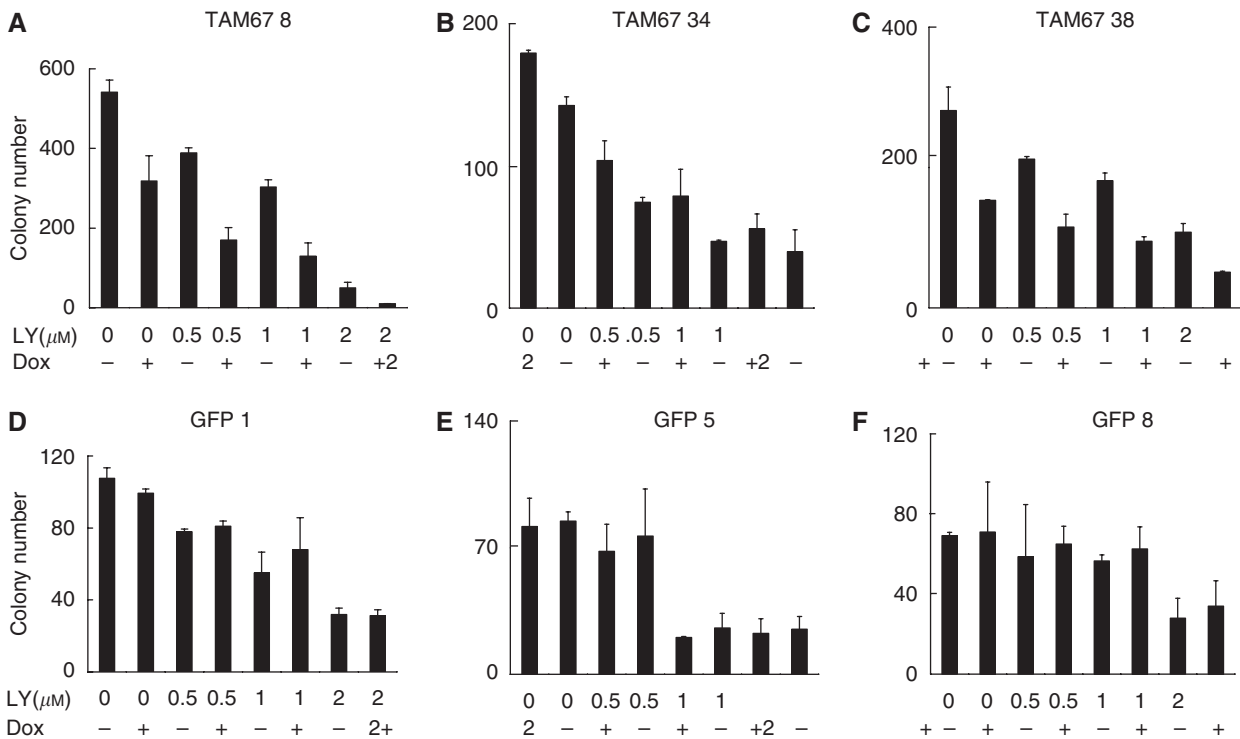 A TAM67 8
B TAM67 34
C TAM67 38
Colony number
600
400
200
0
200
100
0
400
200
0
LY(µM) 0 0 0.5 0.5 1 1 2 2
Dox – + – + – + – +2
0 0 0.5 .0.5 1 1
2 – + – + – +2 –
0 0 0.5 0.5 1 1 2
+ – + – + – + – +
D GFP 1
E GFP 5
F GFP 8
Colony number
120
80
40
0
140
70
0
120
80
40
0
LY(µM) 0 0 0.5 0.5 1 1 2 2
Dox – + – + – + – 2+
0 0 0.5 0.5 1 1
2 – + – + – +2 –
0 0 0.5 0.5 1 1 2
+ – + – + – + – +